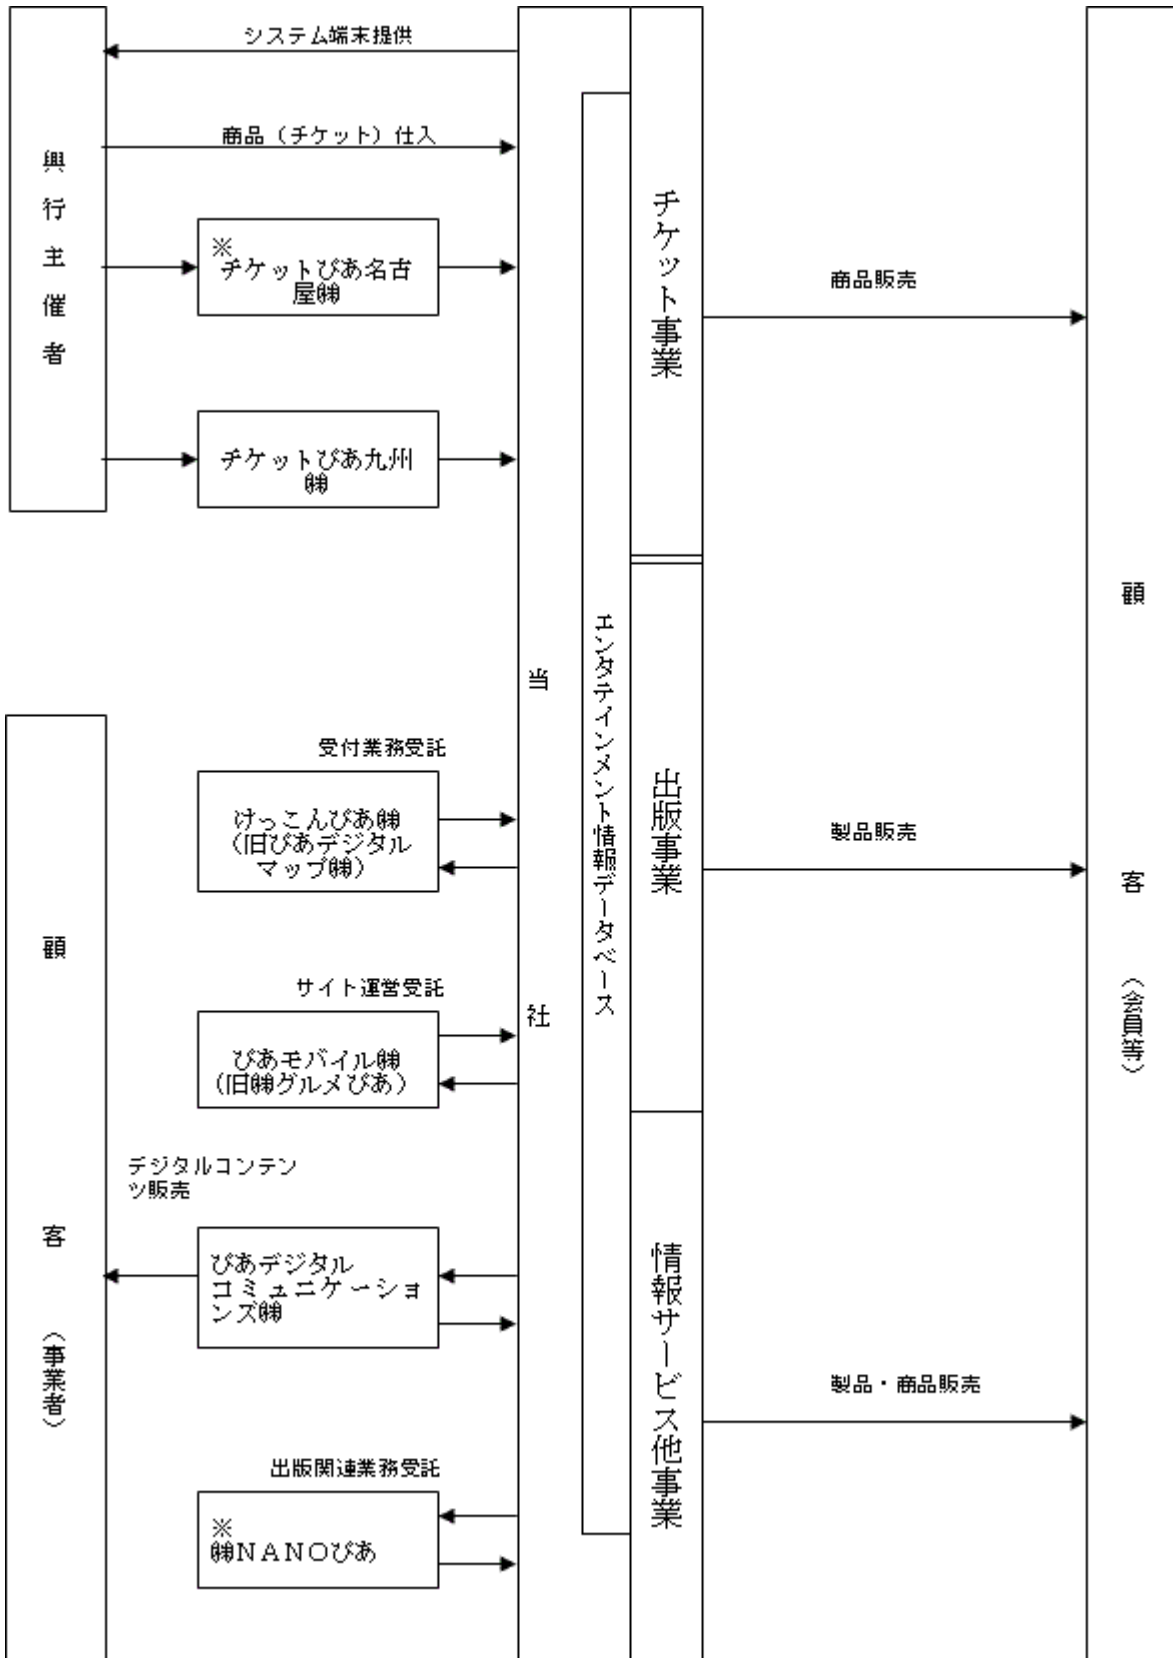 システム端末提供
商品（チケット）仕入
興行主催者
※
チケットぴあ名古
屋㈱
チケットぴあ九州
㈱
チケット事業
商品販売
当社
エンタテインメント情報データベース
出版事業
製品販売
顧客（会員等）
受付業務受託
けっこんぴあ㈱
（旧ぴあデジタル
マップ㈱）
サイト運営受託
ぴあモバイル㈱
（旧㈱グルメぴあ）
顧客（事業者）
デジタルコンテン
ツ販売
ぴあデジタル
コミュニケーショ
ンズ㈱
情報サービス他事業
製品・商品販売
出版関連業務受託
※
㈱ＮＡＮＯぴあ